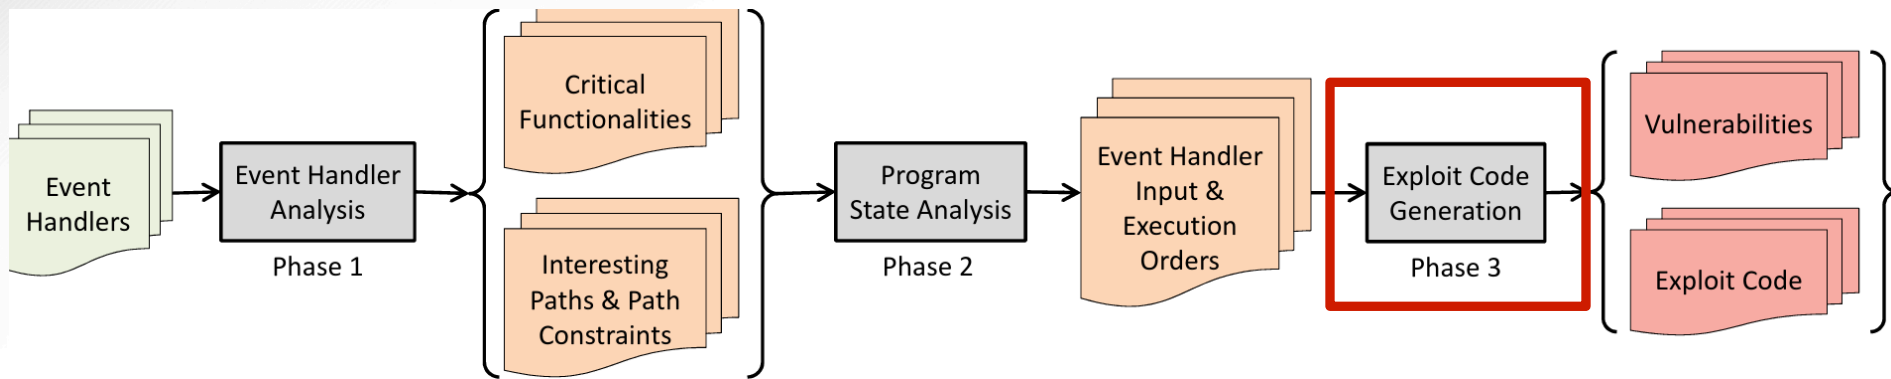 Event
Handlers
Event Handler
Analysis
Phase 1
Critical
Functionalities
Interesting
Paths & Path
Constraints
Program
State Analysis
Phase 2
Event Handler
Input &
Execution
Orders
Exploit Code
Generation
Phase 3
Vulnerabilities
Exploit Code